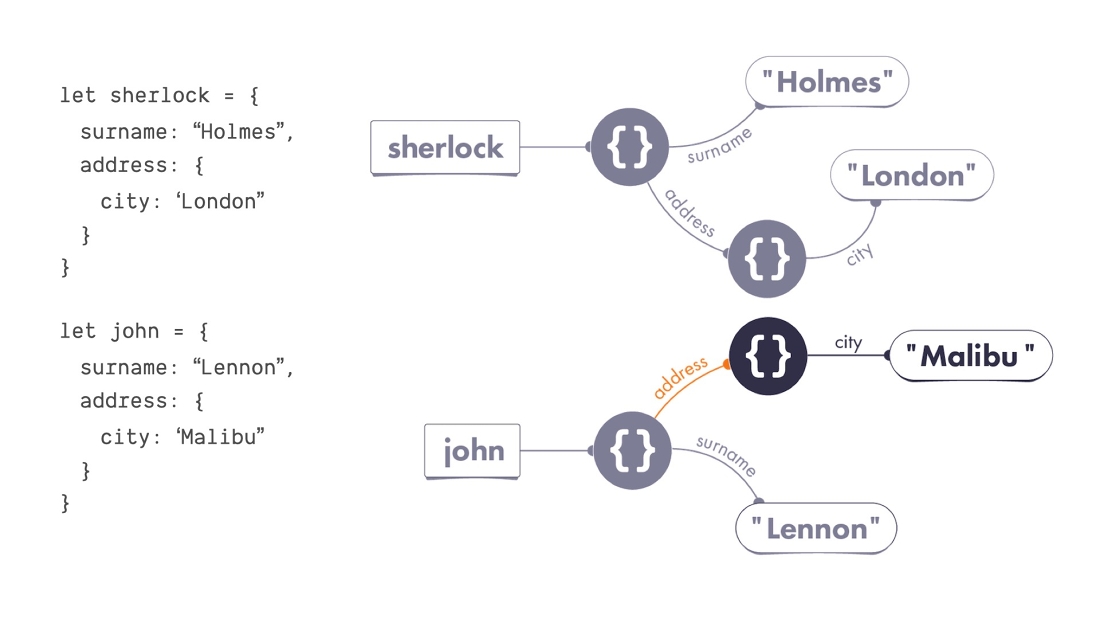 let sherlock = {
surname: “Holmes”,
address: {
city: ‘London”
}
}
let john = {
surname: “Lennon”,
address: {
city: ‘Malibu”
}
}
sherlock
{}
surname
"Holmes"
address
{}
city
"London"
john
{}
address
{}
city
"Malibu "
surname
"Lennon"